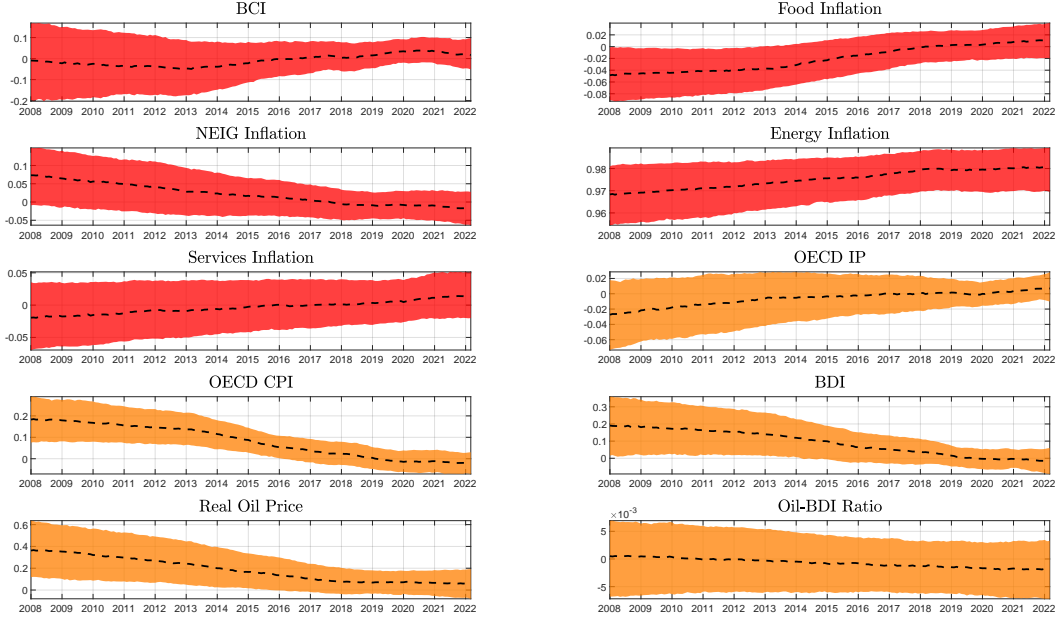 BCI
0.1
0
-0.1
-0.2
2008 2009 2010 2011 2012 2013 2014 2015 2016 2017 2018 2019 2020 2021 2022
Food Inflation
0.02
0
-0.02
-0.04
-0.06
-0.08
2008 2009 2010 2011 2012 2013 2014 2015 2016 2017 2018 2019 2020 2021 2022
NEIG Inflation
0.1
0.05
0
-0.05
2008 2009 2010 2011 2012 2013 2014 2015 2016 2017 2018 2019 2020 2021 2022
Energy Inflation
0.98
0.97
0.96
2008 2009 2010 2011 2012 2013 2014 2015 2016 2017 2018 2019 2020 2021 2022
Services Inflation
0.05
0
-0.05
2008 2009 2010 2011 2012 2013 2014 2015 2016 2017 2018 2019 2020 2021 2022
OECD IP
0.02
0
-0.02
-0.04
-0.06
2008 2009 2010 2011 2012 2013 2014 2015 2016 2017 2018 2019 2020 2021 2022
OECD CPI
0.2
0.1
0
2008 2009 2010 2011 2012 2013 2014 2015 2016 2017 2018 2019 2020 2021 2022
BDI
0.3
0.2
0.1
0
2008 2009 2010 2011 2012 2013 2014 2015 2016 2017 2018 2019 2020 2021 2022
Real Oil Price
0.6
0.4
0.2
0
2008 2009 2010 2011 2012 2013 2014 2015 2016 2017 2018 2019 2020 2021 2022
Oil-BDI Ratio
×10⁻³
5
0
-5
2008 2009 2010 2011 2012 2013 2014 2015 2016 2017 2018 2019 2020 2021 2022